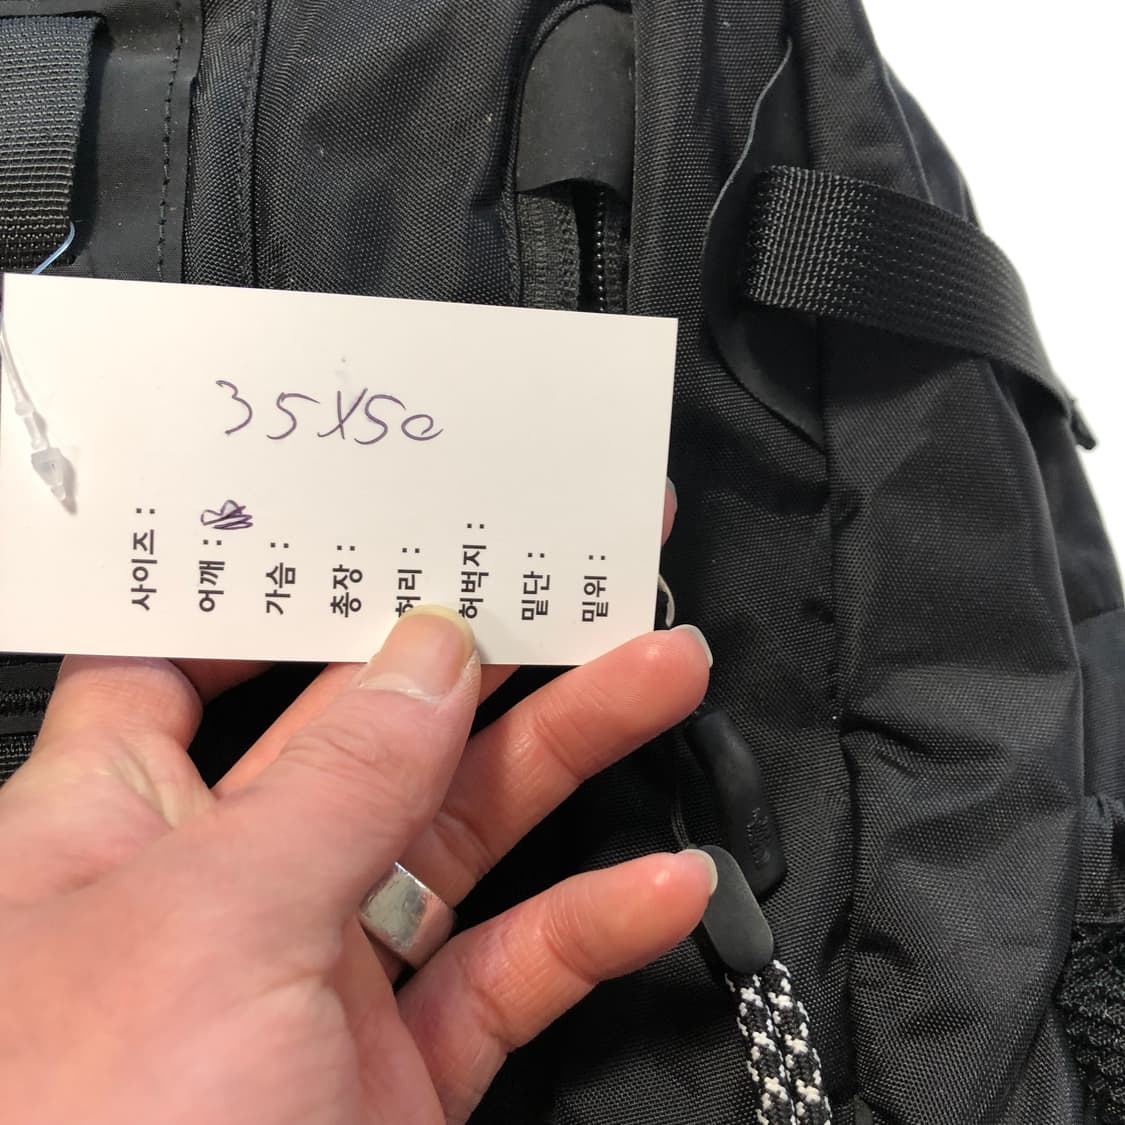 35X50
사이즈 :
어깨 :
가슴 :
총장 :
허리 :
허벅지 :
밑단 :
밑위 :